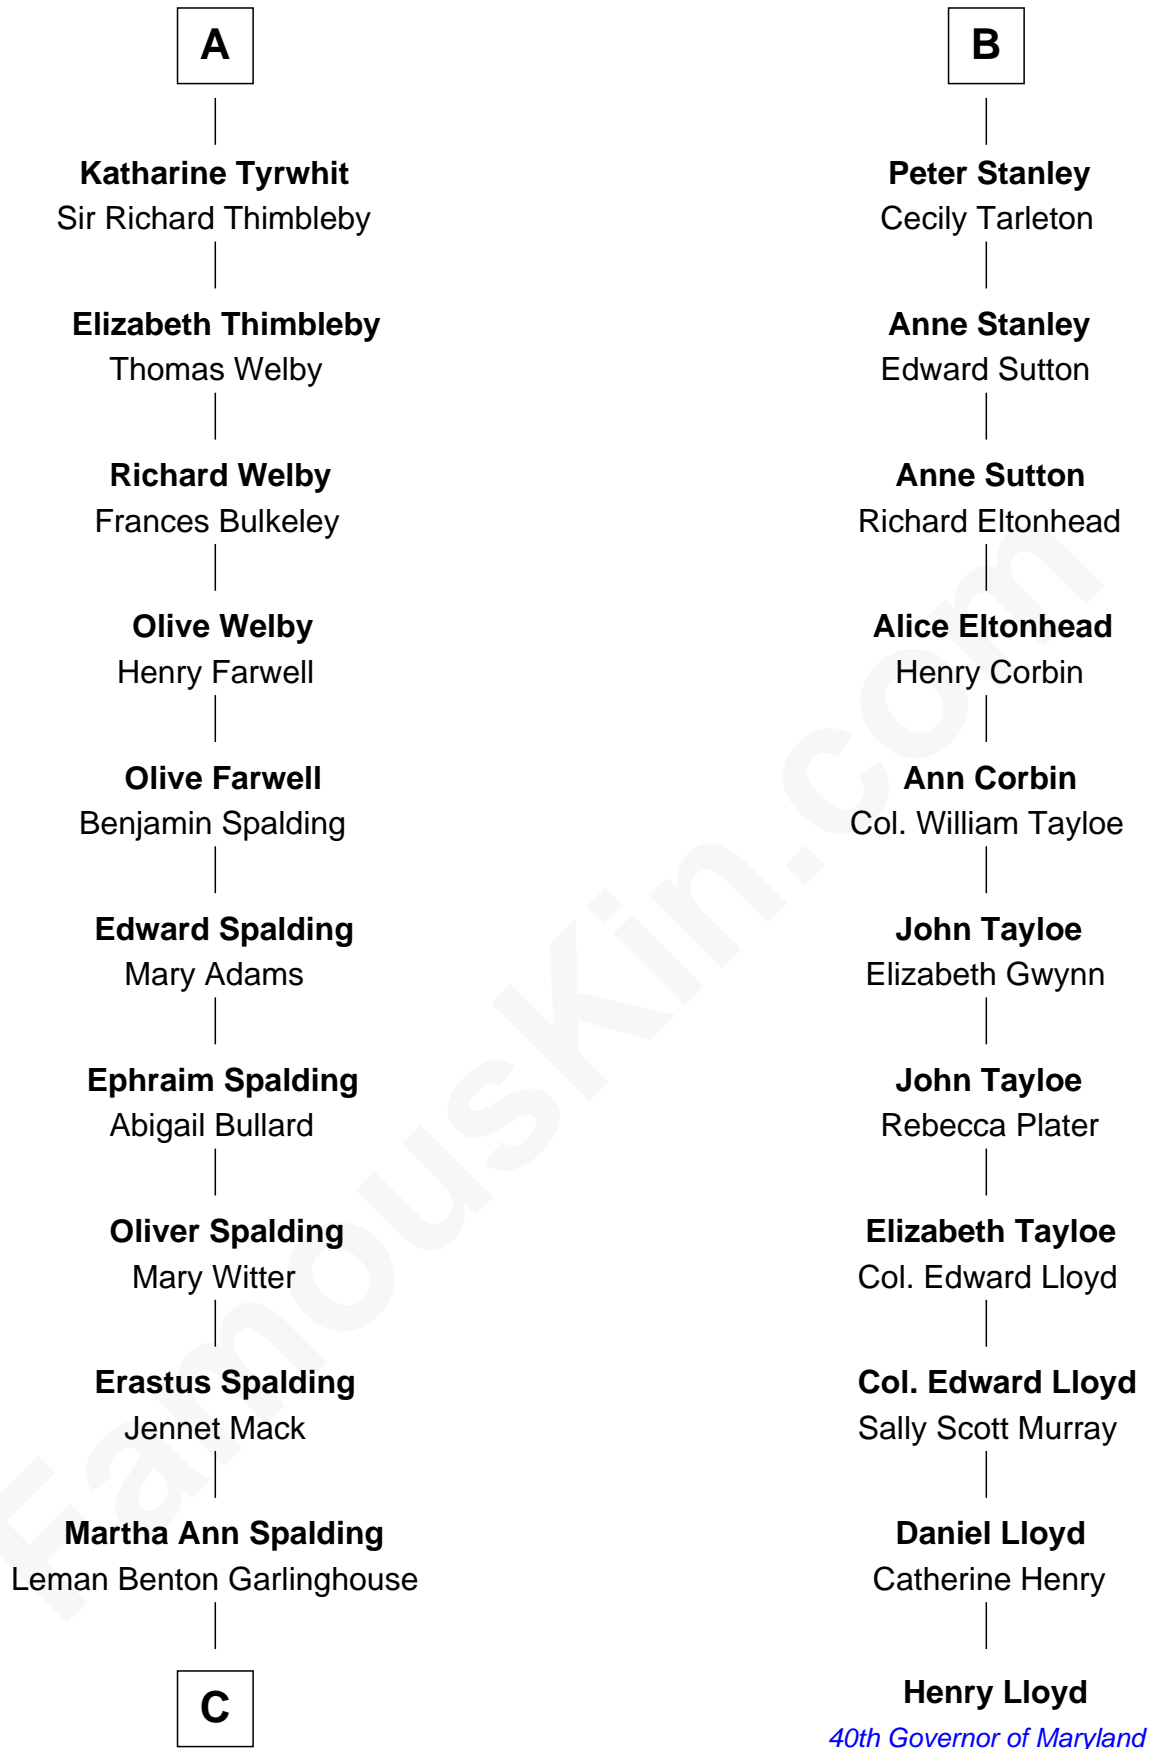 A
Katharine Tyrwhit
Sir Richard Thimbleby
Elizabeth Thimbleby
Thomas Welby
Richard Welby
Frances Bulkeley
Olive Welby
Henry Farwell
Olive Farwell
Benjamin Spalding
Edward Spalding
Mary Adams
Ephraim Spalding
Abigail Bullard
Oliver Spalding
Mary Witter
Erastus Spalding
Jennet Mack
Martha Ann Spalding
Leman Benton Garlinghouse
C
B
Peter Stanley
Cecily Tarleton
Anne Stanley
Edward Sutton
Anne Sutton
Richard Eltonhead
Alice Eltonhead
Henry Corbin
Ann Corbin
Col. William Tayloe
John Tayloe
Elizabeth Gwynn
John Tayloe
Rebecca Plater
Elizabeth Tayloe
Col. Edward Lloyd
Col. Edward Lloyd
Sally Scott Murray
Daniel Lloyd
Catherine Henry
Henry Lloyd
40th Governor of Maryland
FamousKin.com